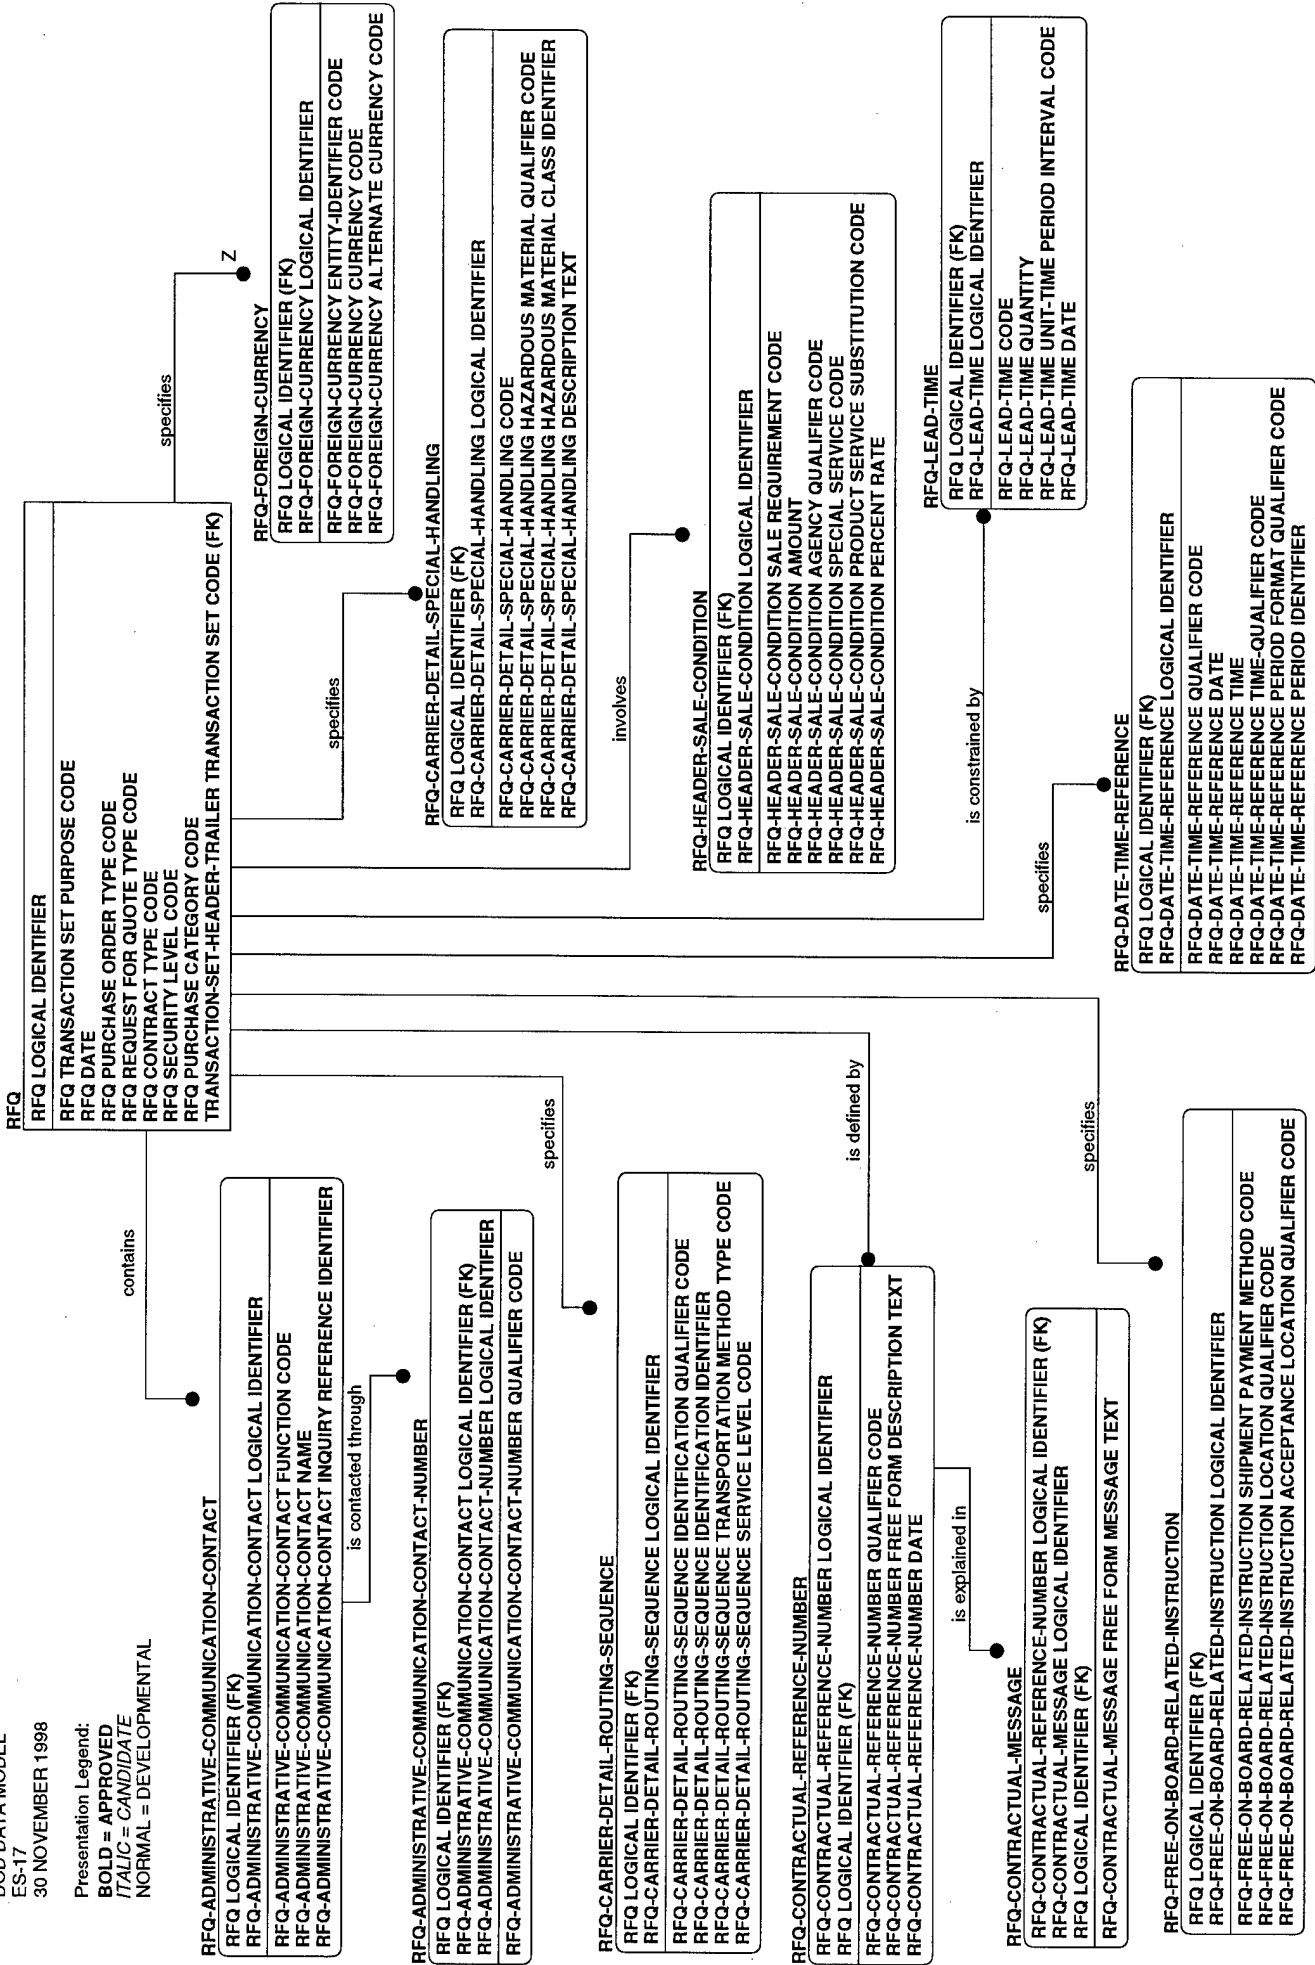 DOD DATA MODEL
ES-17
30 NOVEMBER 1998
Presentation Legend:
BOLD = APPROVED
ITALIC = CANDIDATE
NORMAL = DEVELOPMENTAL
RFQ
RFQ LOGICAL IDENTIFIER
RFQ TRANSACTION SET PURPOSE CODE
RFQ DATE
RFQ PURCHASE ORDER TYPE CODE
RFQ REQUEST FOR QUOTE TYPE CODE
RFQ CONTRACT TYPE CODE
RFQ SECURITY LEVEL CODE
RFQ PURCHASE CATEGORY CODE
TRANSACTION-SET-HEADER-TRAILER TRANSACTION SET CODE (FK)
contains
RFQ-ADMINISTRATIVE-COMMUNICATION-CONTACT
RFQ LOGICAL IDENTIFIER (FK)
RFQ-ADMINISTRATIVE-COMMUNICATION-CONTACT LOGICAL IDENTIFIER
RFQ-ADMINISTRATIVE-COMMUNICATION-CONTACT FUNCTION CODE
RFQ-ADMINISTRATIVE-COMMUNICATION-CONTACT NAME
RFQ-ADMINISTRATIVE-COMMUNICATION-CONTACT INQUIRY REFERENCE IDENTIFIER
is contacted through
RFQ-ADMINISTRATIVE-COMMUNICATION-CONTACT-NUMBER
RFQ LOGICAL IDENTIFIER (FK)
RFQ-ADMINISTRATIVE-COMMUNICATION-CONTACT LOGICAL IDENTIFIER (FK)
RFQ-ADMINISTRATIVE-COMMUNICATION-CONTACT-NUMBER LOGICAL IDENTIFIER
RFQ-ADMINISTRATIVE-COMMUNICATION-CONTACT-NUMBER QUALIFIER CODE
specifies
RFQ-CARRIER-DETAIL-ROUTING-SEQUENCE
RFQ LOGICAL IDENTIFIER (FK)
RFQ-CARRIER-DETAIL-ROUTING-SEQUENCE LOGICAL IDENTIFIER
RFQ-CARRIER-DETAIL-ROUTING-SEQUENCE IDENTIFICATION QUALIFIER CODE
RFQ-CARRIER-DETAIL-ROUTING-SEQUENCE IDENTIFICATION IDENTIFIER
RFQ-CARRIER-DETAIL-ROUTING-SEQUENCE TRANSPORTATION METHOD TYPE CODE
RFQ-CARRIER-DETAIL-ROUTING-SEQUENCE SERVICE LEVEL CODE
is defined by
RFQ-CONTRACTUAL-REFERENCE-NUMBER
RFQ-CONTRACTUAL-REFERENCE-NUMBER LOGICAL IDENTIFIER
RFQ LOGICAL IDENTIFIER (FK)
RFQ-CONTRACTUAL-REFERENCE-NUMBER QUALIFIER CODE
RFQ-CONTRACTUAL-REFERENCE-NUMBER FREE FORM DESCRIPTION TEXT
RFQ-CONTRACTUAL-REFERENCE-NUMBER DATE
is explained in
RFQ-CONTRACTUAL-MESSAGE
RFQ-CONTRACTUAL-REFERENCE-NUMBER LOGICAL IDENTIFIER (FK)
RFQ-CONTRACTUAL-MESSAGE LOGICAL IDENTIFIER
RFQ LOGICAL IDENTIFIER (FK)
RFQ-CONTRACTUAL-MESSAGE FREE FORM MESSAGE TEXT
specifies
RFQ-FREE-ON-BOARD-RELATED-INSTRUCTION
RFQ LOGICAL IDENTIFIER (FK)
RFQ-FREE-ON-BOARD-RELATED-INSTRUCTION LOGICAL IDENTIFIER
RFQ-FREE-ON-BOARD-RELATED-INSTRUCTION SHIPMENT PAYMENT METHOD CODE
RFQ-FREE-ON-BOARD-RELATED-INSTRUCTION LOCATION QUALIFIER CODE
RFQ-FREE-ON-BOARD-RELATED-INSTRUCTION ACCEPTANCE LOCATION QUALIFIER CODE
specifies
Z
RFQ-FOREIGN-CURRENCY
RFQ LOGICAL IDENTIFIER (FK)
RFQ-FOREIGN-CURRENCY LOGICAL IDENTIFIER
RFQ-FOREIGN-CURRENCY ENTITY-IDENTIFIER CODE
RFQ-FOREIGN-CURRENCY CURRENCY CODE
RFQ-FOREIGN-CURRENCY ALTERNATE CURRENCY CODE
specifies
RFQ-CARRIER-DETAIL-SPECIAL-HANDLING
RFQ LOGICAL IDENTIFIER (FK)
RFQ-CARRIER-DETAIL-SPECIAL-HANDLING LOGICAL IDENTIFIER
RFQ-CARRIER-DETAIL-SPECIAL-HANDLING CODE
RFQ-CARRIER-DETAIL-SPECIAL-HANDLING HAZARDOUS MATERIAL QUALIFIER CODE
RFQ-CARRIER-DETAIL-SPECIAL-HANDLING HAZARDOUS MATERIAL CLASS IDENTIFIER
RFQ-CARRIER-DETAIL-SPECIAL-HANDLING DESCRIPTION TEXT
involves
RFQ-HEADER-SALE-CONDITION
RFQ LOGICAL IDENTIFIER (FK)
RFQ-HEADER-SALE-CONDITION LOGICAL IDENTIFIER
RFQ-HEADER-SALE-CONDITION SALE REQUIREMENT CODE
RFQ-HEADER-SALE-CONDITION AMOUNT
RFQ-HEADER-SALE-CONDITION AGENCY QUALIFIER CODE
RFQ-HEADER-SALE-CONDITION SPECIAL SERVICE CODE
RFQ-HEADER-SALE-CONDITION PRODUCT SERVICE SUBSTITUTION CODE
RFQ-HEADER-SALE-CONDITION PERCENT RATE
is constrained by
RFQ-LEAD-TIME
RFQ LOGICAL IDENTIFIER (FK)
RFQ-LEAD-TIME LOGICAL IDENTIFIER
RFQ-LEAD-TIME CODE
RFQ-LEAD-TIME QUANTITY
RFQ-LEAD-TIME UNIT-TIME PERIOD INTERVAL CODE
RFQ-LEAD-TIME DATE
specifies
RFQ-DATE-TIME-REFERENCE
RFQ LOGICAL IDENTIFIER (FK)
RFQ-DATE-TIME-REFERENCE LOGICAL IDENTIFIER
RFQ-DATE-TIME-REFERENCE QUALIFIER CODE
RFQ-DATE-TIME-REFERENCE DATE
RFQ-DATE-TIME-REFERENCE TIME
RFQ-DATE-TIME-REFERENCE TIME-QUALIFIER CODE
RFQ-DATE-TIME-REFERENCE PERIOD FORMAT QUALIFIER CODE
RFQ-DATE-TIME-REFERENCE PERIOD IDENTIFIER